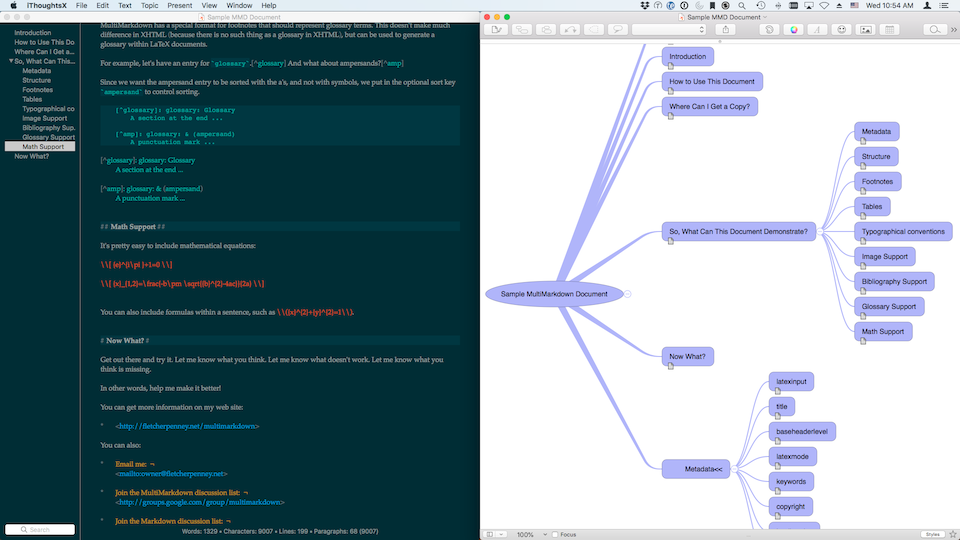 iThoughtsX File Edit Text Topic Present View Window Help
Wed 10:54 AM
Sample MMD Document
Introduction
How to Use This Do
Where Can I Get a...
So, What Can This...
Metadata
Structure
Footnotes
Tables
Typographical co
Image Support
Bibliography Sup.
Glossary Support
Math Support
Now What?
Search
MultiMarkdown has a special format for footnotes that should represent glossary terms. This doesn't make much
difference in XHTML (because there is no such thing as a glossary in XHTML), but can be used to generate a
glossary within LaTeX documents.
For example, let's have an entry for `glossary`.[^glossary] And what about ampersands?[^amp]
Since we want the ampersand entry to be sorted with the a's, and not with symbols, we put in the optional sort key
`ampersand` to control sorting.
[^glossary]: glossary: Glossary
A section at the end ...
[^amp]: glossary: & (ampersand)
A punctuation mark ...
[^glossary]: glossary: Glossary
A section at the end ...
[^amp]: glossary: & (ampersand)
A punctuation mark ...
## Math Support ##
It's pretty easy to include mathematical equations:
\\[ {e}^{i\pi }+1=0 \\]
\\[ {x}_{1,2}=\frac{-b\pm \sqrt{{b}^{2}-4ac}}{2a} \\]
You can also include formulas within a sentence, such as \\({x}^{2}+{y}^{2}=1\\).
# Now What? #
Get out there and try it. Let me know what you think. Let me know what doesn't work. Let me know what you
think is missing.
In other words, help me make it better!
You can get more information on my web site:
* <http://fletcherpenney.net/multimarkdown>
You can also:
* Email me: ¬
<mailto:owner@fletcherpenney.net>
* Join the MultiMarkdown discussion list: ¬
<http://groups.google.com/group/multimarkdown>
* Join the Markdown discussion list: ¬
Words: 1329 • Characters: 9007 • Lines: 199 • Paragraphs: 68 (9007)
Sample MMD Document
Search
Introduction
How to Use This Document
Where Can I Get a Copy?
Metadata
Structure
Footnotes
Tables
So, What Can This Document Demonstrate?
Typographical conventions
Image Support
Bibliography Support
Glossary Support
Math Support
Sample MultiMarkdown Document
Now What?
latexinput
title
baseheaderlevel
latexmode
Metadata<<
keywords
copyright
100%
Focus
Styles